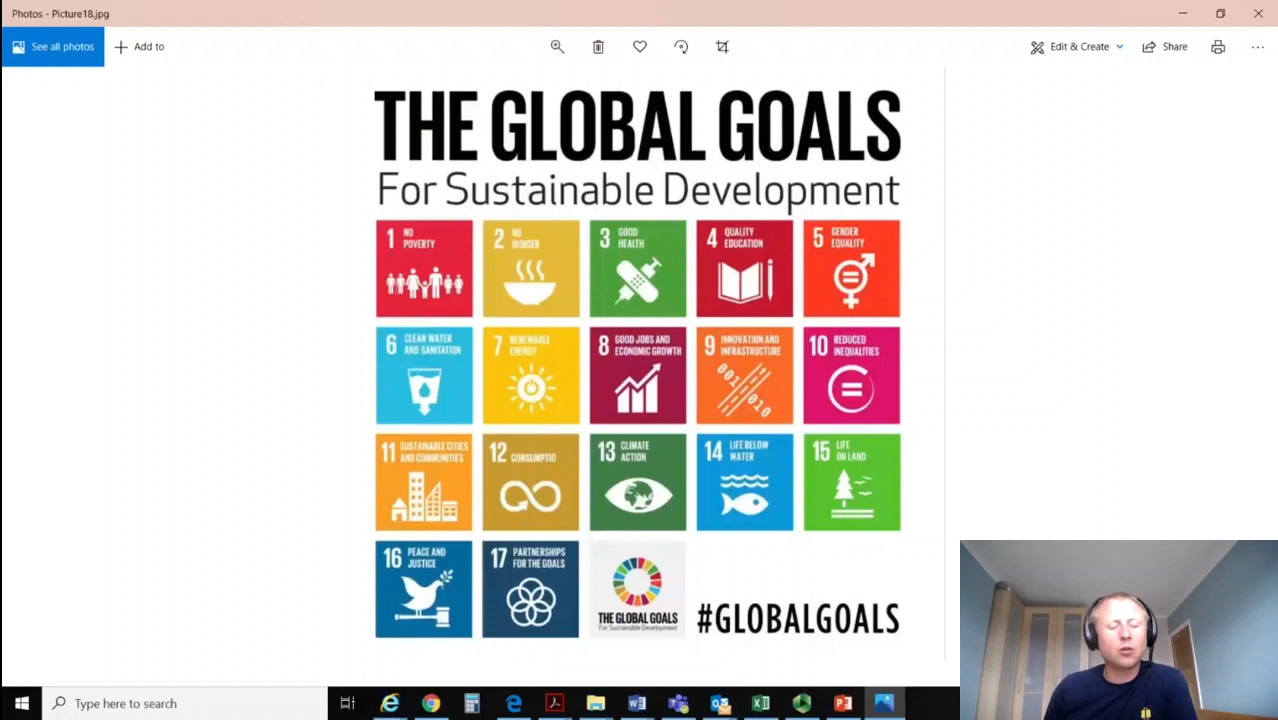 Photos - Picture18.jpg
See all photos
Add to
Edit & Create
Share
THE GLOBAL GOALS
For Sustainable Development
1 NO
POVERTY
2 NO
HUNGER
3 GOOD
HEALTH
4 QUALITY
EDUCATION
5 GENDER
EQUALITY
6 CLEAN WATER
AND SANITATION
7 RENEWABLE
ENERGY
8 GOOD JOBS AND
ECONOMIC GROWTH
9 INNOVATION AND
INFRASTRUCTURE
001
010
10 REDUCED
INEQUALITIES
11 SUSTAINABLE CITIES
AND COMMUNITIES
12 CONSUMPTIO
13 CLIMATE
ACTION
14 LIFE BELOW
WATER
15 LIFE
ON LAND
16 PEACE AND
JUSTICE
17 PARTNERSHIPS
FOR THE GOALS
THE GLOBAL GOALS
For Sustainable Development
#GLOBALGOALS
Type here to search